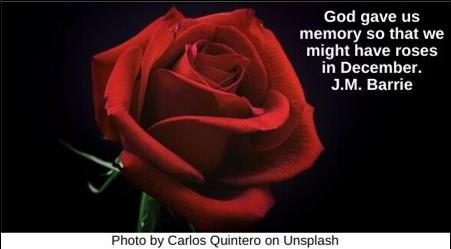 God gave us
memory so that we
might have roses
in December.
J.M. Barrie
Photo by Carlos Quintero on Unsplash